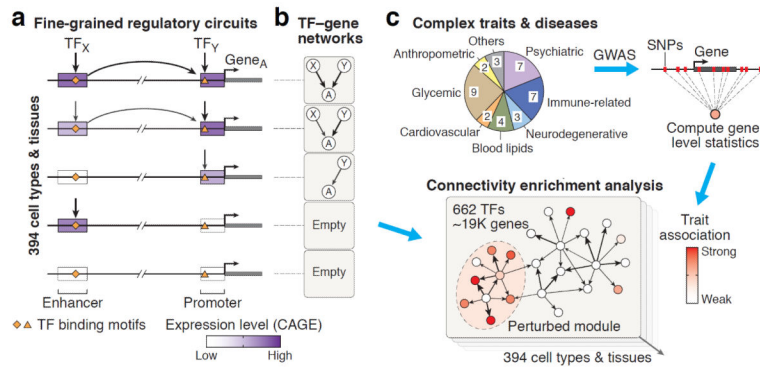 a Fine-grained regulatory circuits
TFX
TFY
GeneA
394 cell types & tissues
Enhancer
Promoter
TF binding motifs
Expression level (CAGE)
Low
High
b TF–gene
networks
X
Y
A
X
Y
A
Y
A
Empty
Empty
c Complex traits & diseases
Others
Psychiatric
Anthropometric
Glycemic
Immune-related
Cardiovascular
Neurodegenerative
Blood lipids
3
7
2
9
7
2
4
3
GWAS
SNPs
Gene
Compute gene
level statistics
Connectivity enrichment analysis
662 TFs
~19K genes
Perturbed module
394 cell types & tissues
Trait
association
Strong
Weak